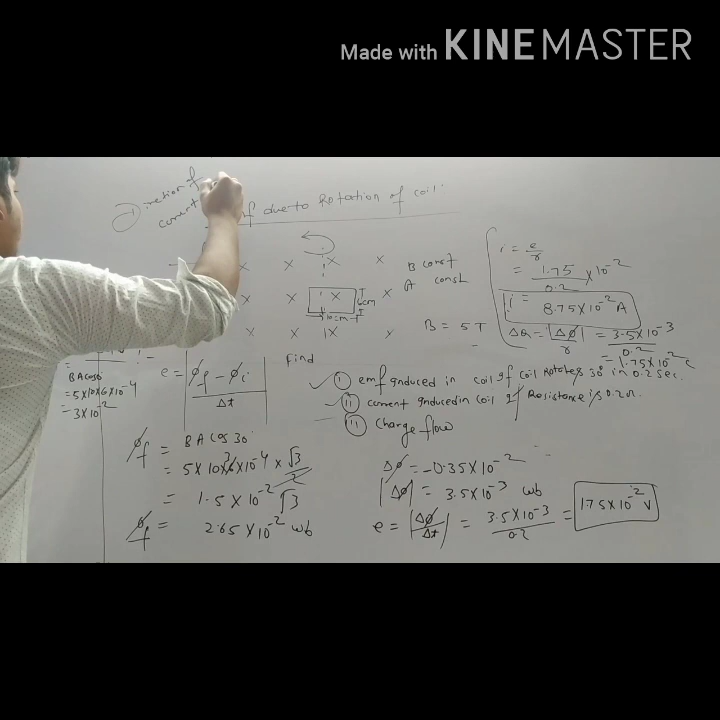 Made with KINEMASTER
Direction of
current
emf due to Rotation of coil
x x x
B const
A const
x
10cm
6cm
x
x x 1x x
B = 5T
i = e/r
= 1.75/0.2 × 10⁻²
i = 8.75×10⁻² A
ΔQ = |Δφ|/r = 3.5×10⁻³/0.2
= 1.75×10⁻² C
BA cos0
= 5×10×6×10⁻⁴
= 3×10⁻²
e = φf − φi / Δt
Find
(i) emf induced in coil if coil Rotates 30° in 0.2 sec.
(ii) current induced in coil if Resistance is 0.2Ω.
(iii) charge flow
φf = BA cos 30°
= 5×10×6×10⁻⁴ × √3/2
= 1.5×10⁻² √3
φf = 2.65×10⁻² wb
Δφ = −0.35×10⁻²
|Δφ| = 3.5×10⁻³ wb
e = |Δφ/Δt| = 3.5×10⁻³/0.2 = 1.75×10⁻² V